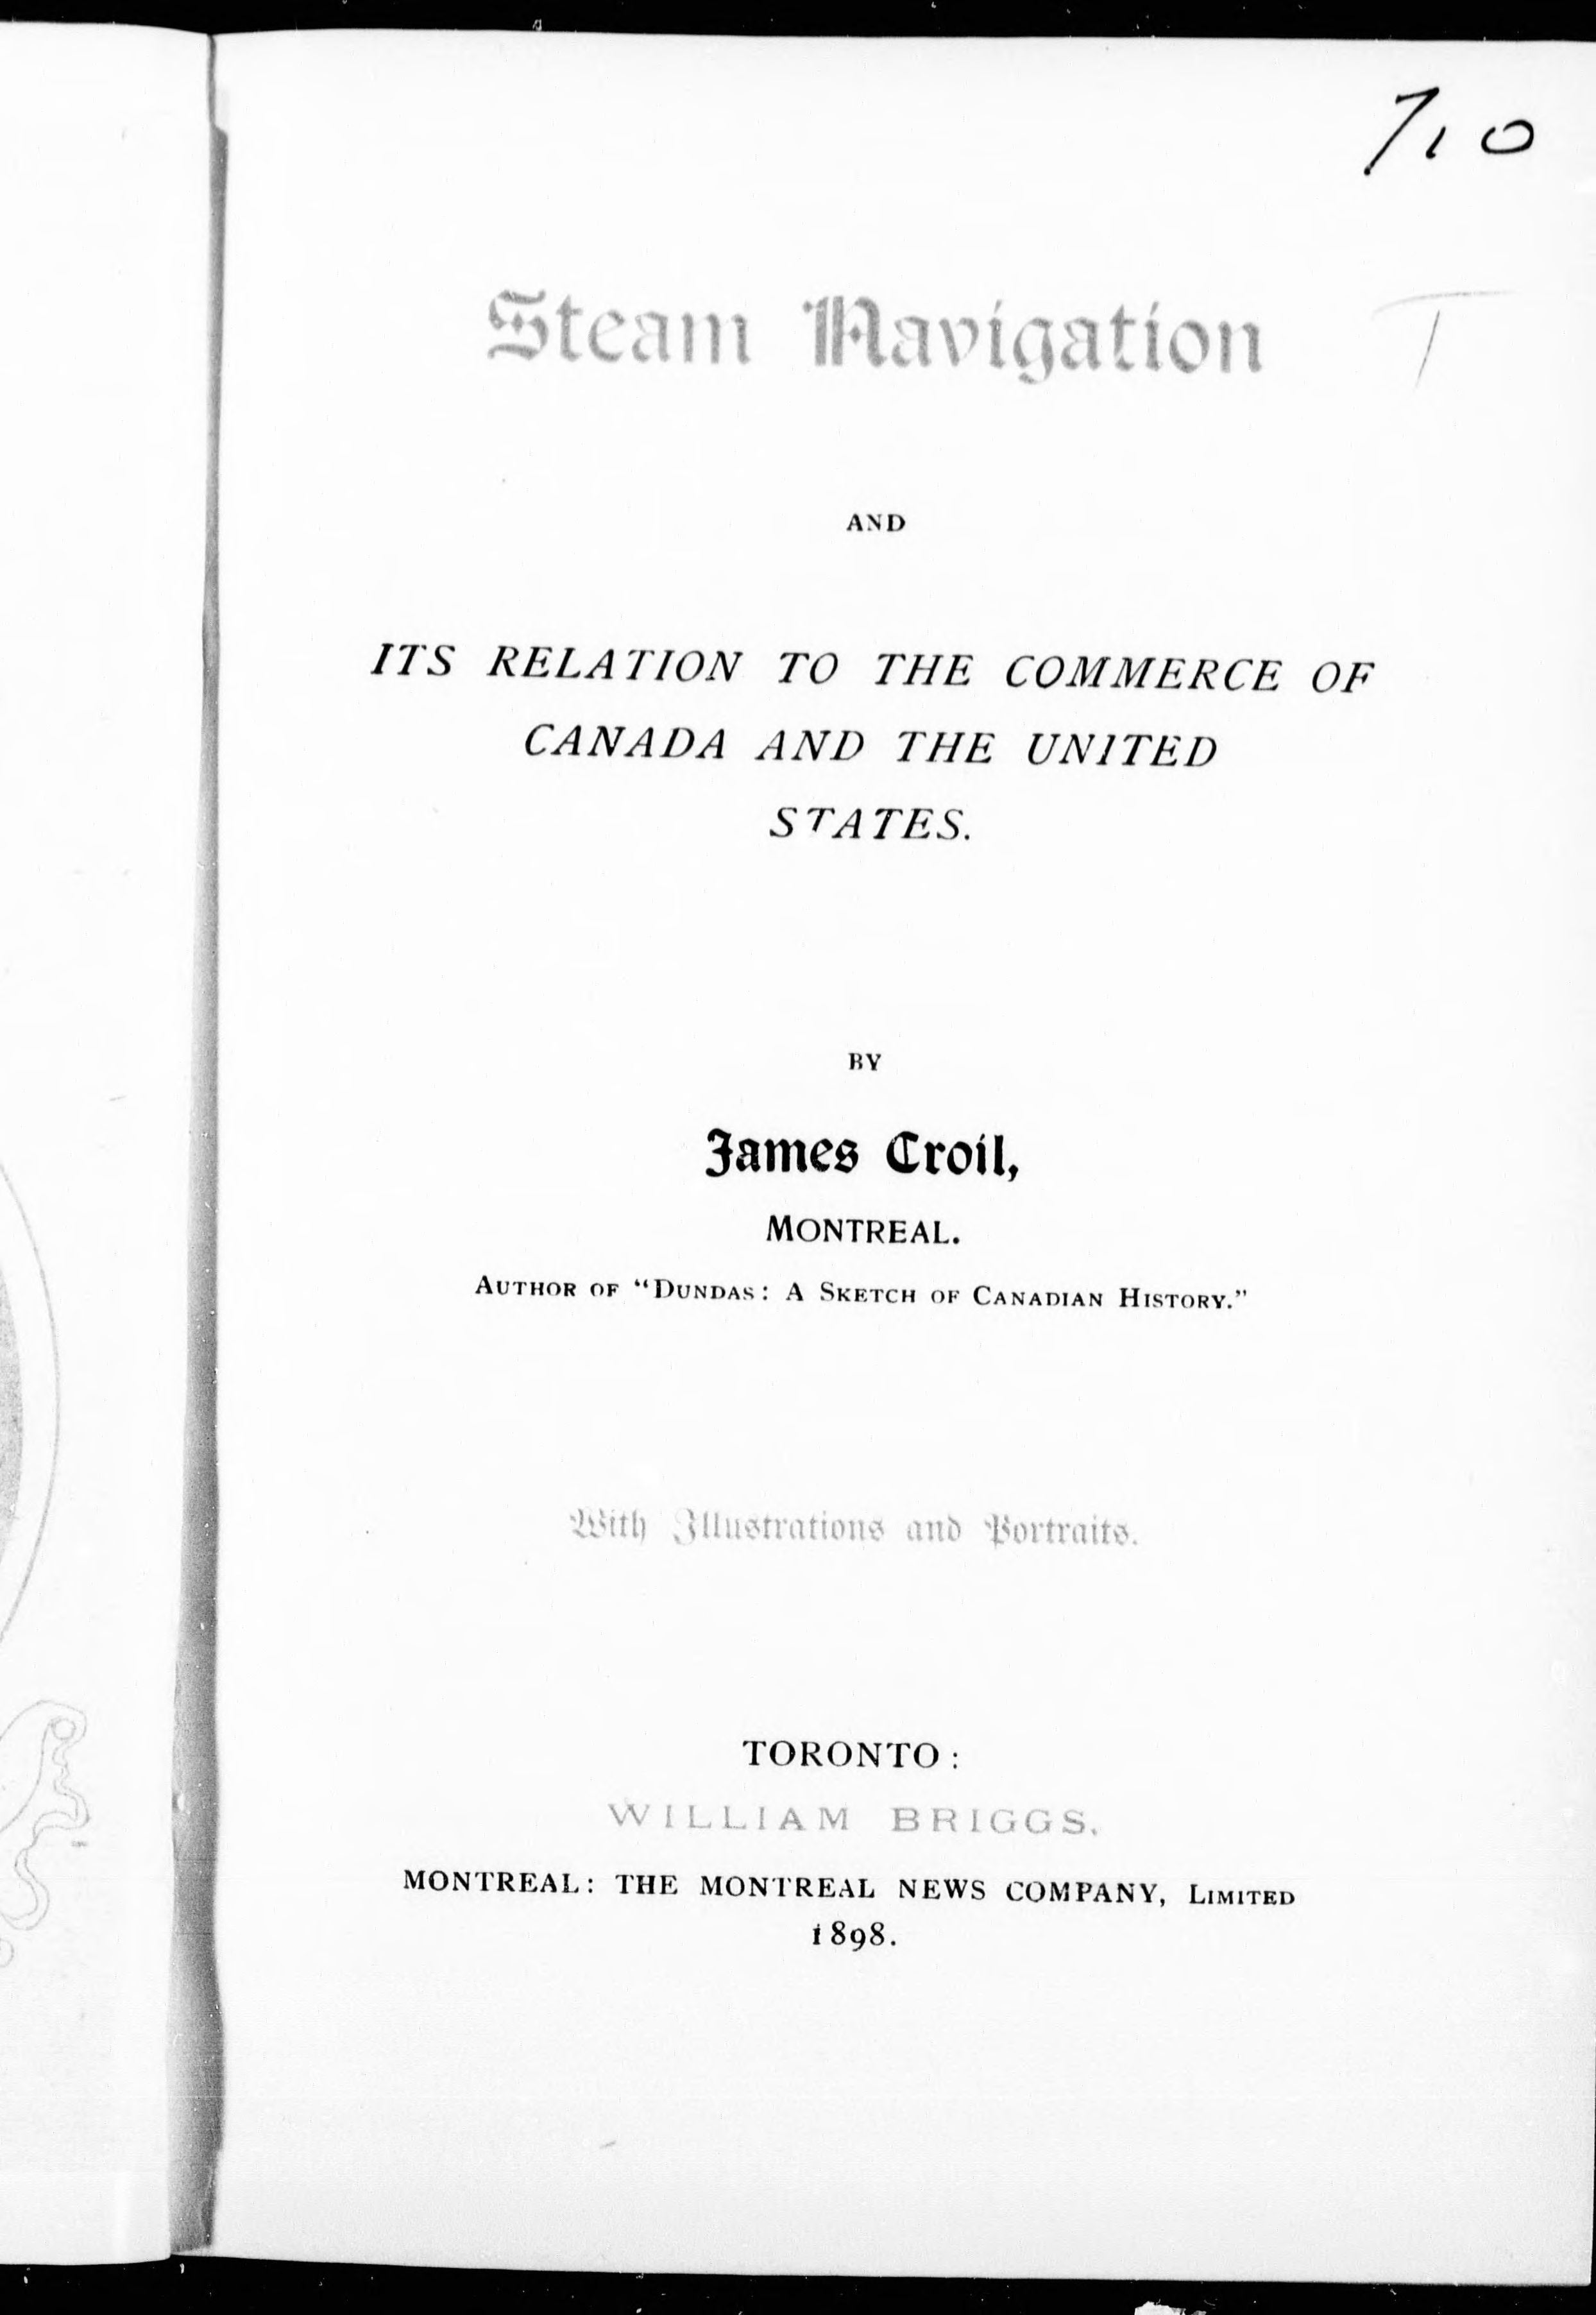 710
Steam Navigation
AND
ITS RELATION TO THE COMMERCE OF
CANADA AND THE UNITED
STATES.
BY
James Croil,
MONTREAL.
AUTHOR OF "DUNDAS: A SKETCH OF CANADIAN HISTORY."
With Illustrations and Portraits.
TORONTO:
WILLIAM BRIGGS.
MONTREAL: THE MONTREAL NEWS COMPANY, LIMITED
1898.